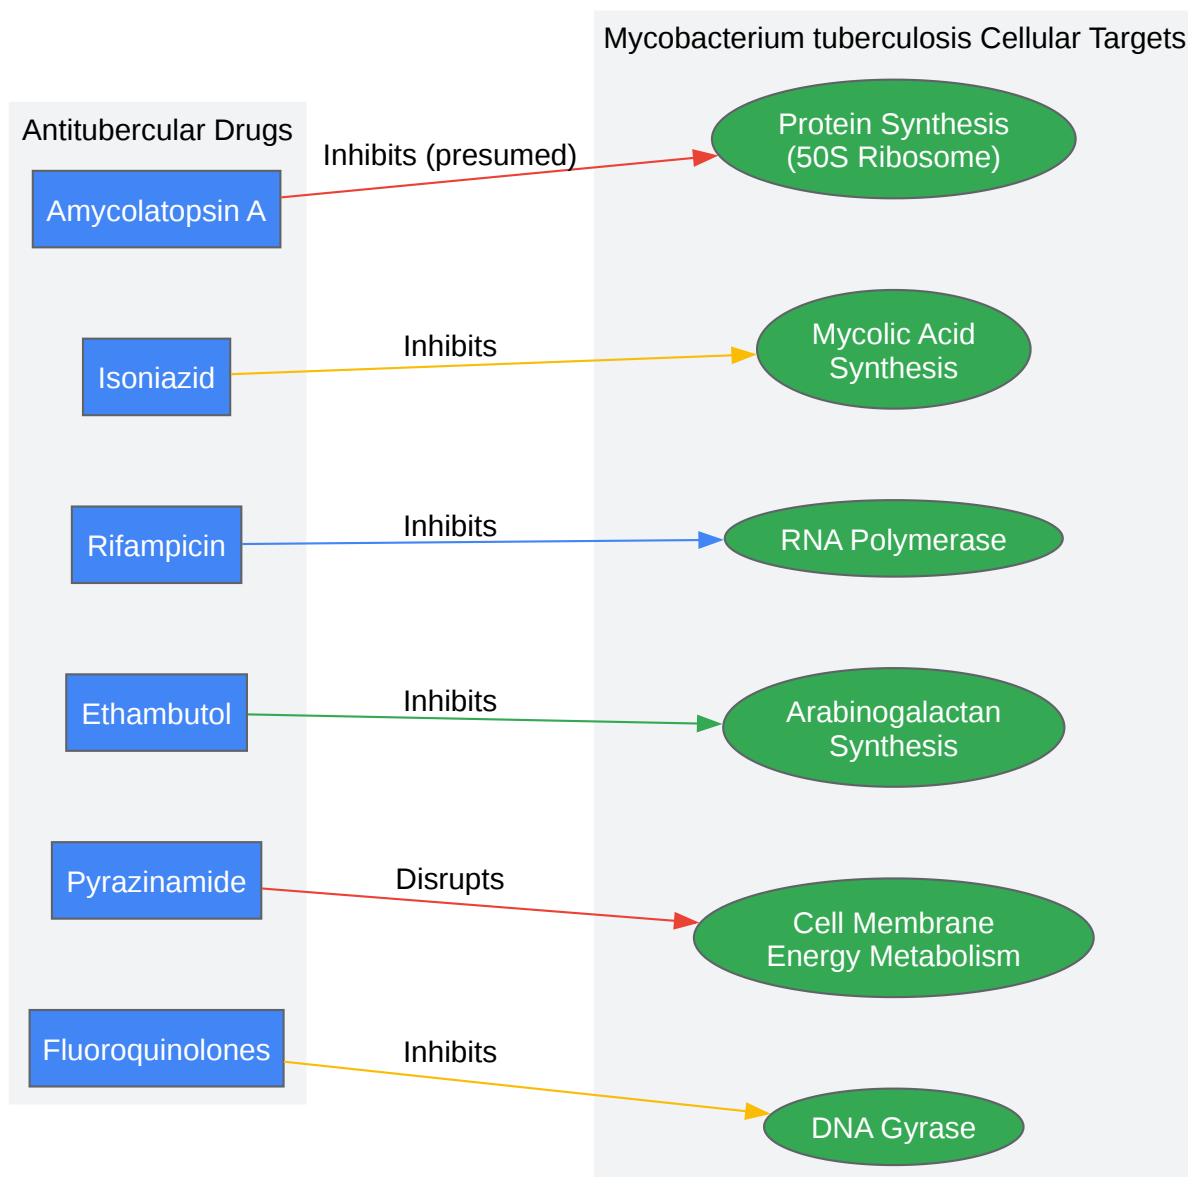 Mycobacterium tuberculosis Cellular Targets
Antitubercular Drugs
Amycolatopsin A
Inhibits (presumed)
Protein Synthesis
(50S Ribosome)
Isoniazid
Inhibits
Mycolic Acid
Synthesis
Rifampicin
Inhibits
RNA Polymerase
Ethambutol
Inhibits
Arabinogalactan
Synthesis
Pyrazinamide
Disrupts
Cell Membrane
Energy Metabolism
Fluoroquinolones
Inhibits
DNA Gyrase